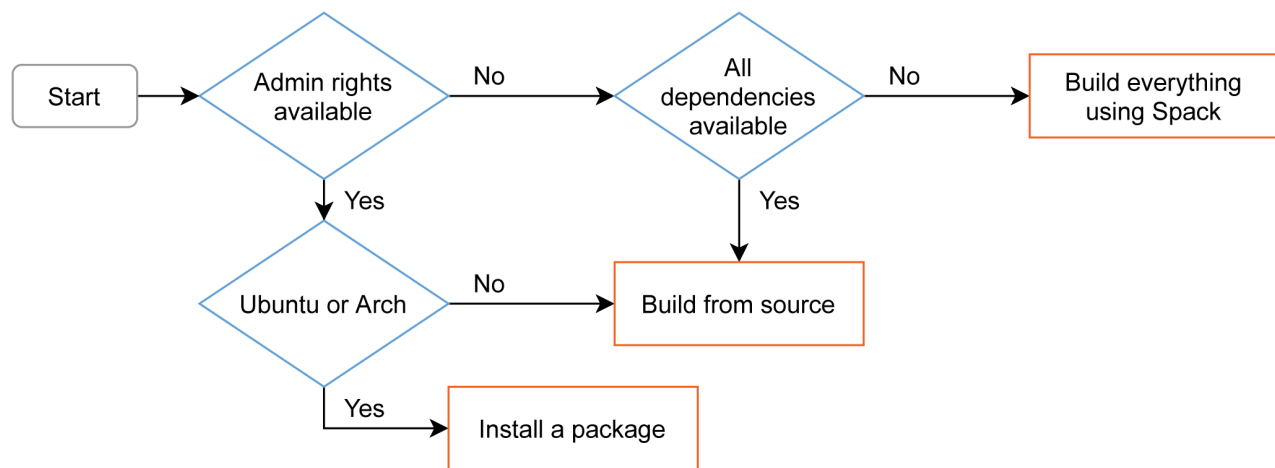 Start
Admin rights
available
No
All
dependencies
available
No
Build everything
using Spack
Yes
Yes
Ubuntu or Arch
No
Build from source
Yes
Install a package